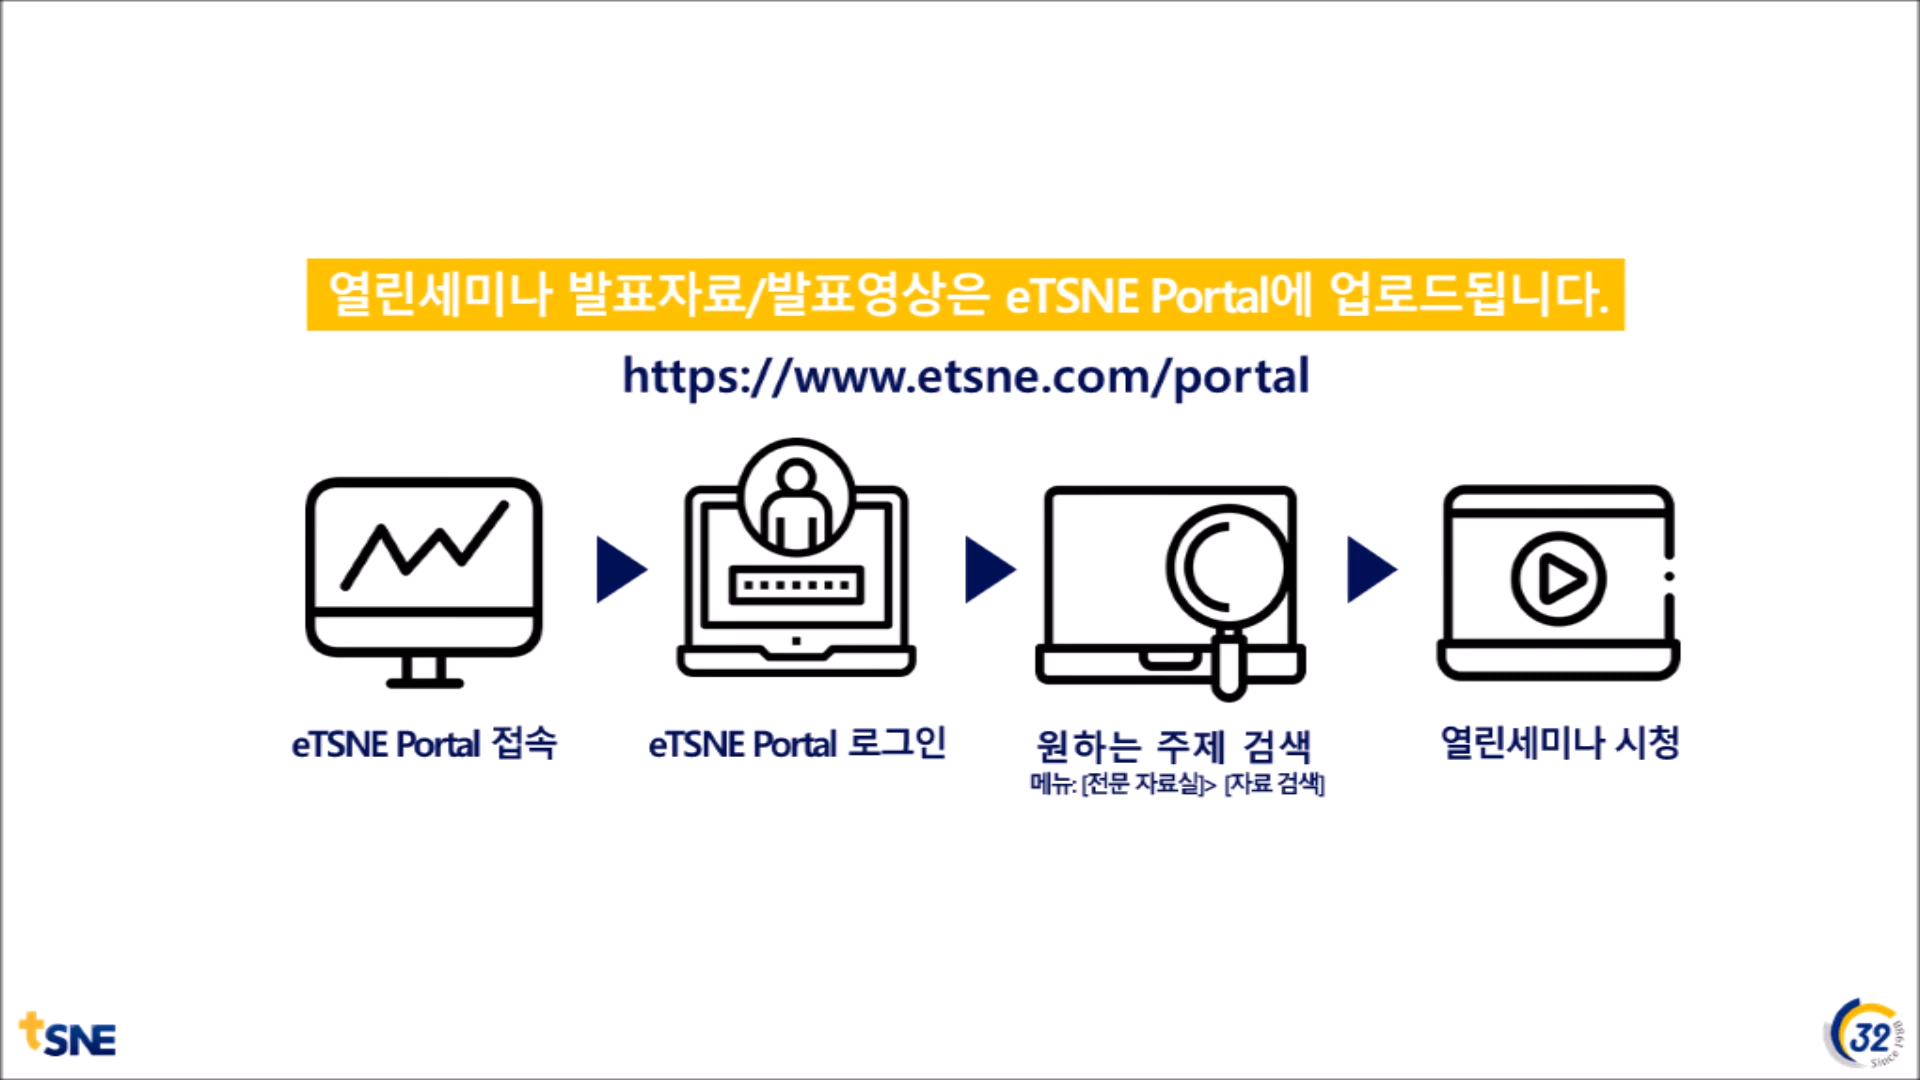 열린세미나 발표자료/발표영상은 eTSNE Portal에 업로드됩니다.
https://www.etsne.com/portal
eTSNE Portal 접속
eTSNE Portal 로그인
원하는 주제 검색
메뉴: [전문 자료실]> [자료 검색]
열린세미나 시청
tSNE
32
Since 1988